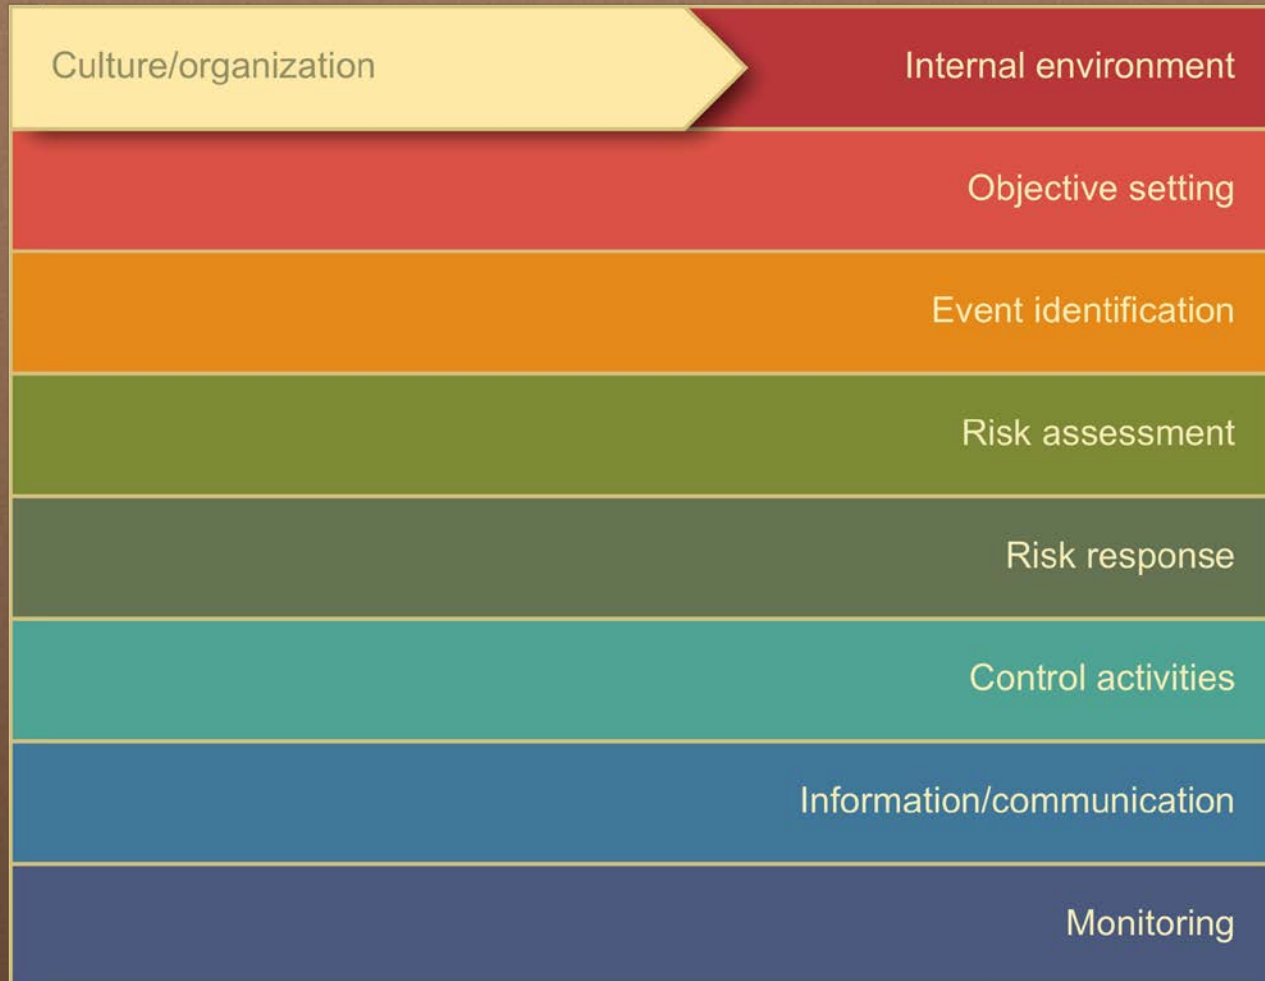 Culture/organization
Internal environment
Objective setting
Event identification
Risk assessment
Risk response
Control activities
Information/communication
Monitoring